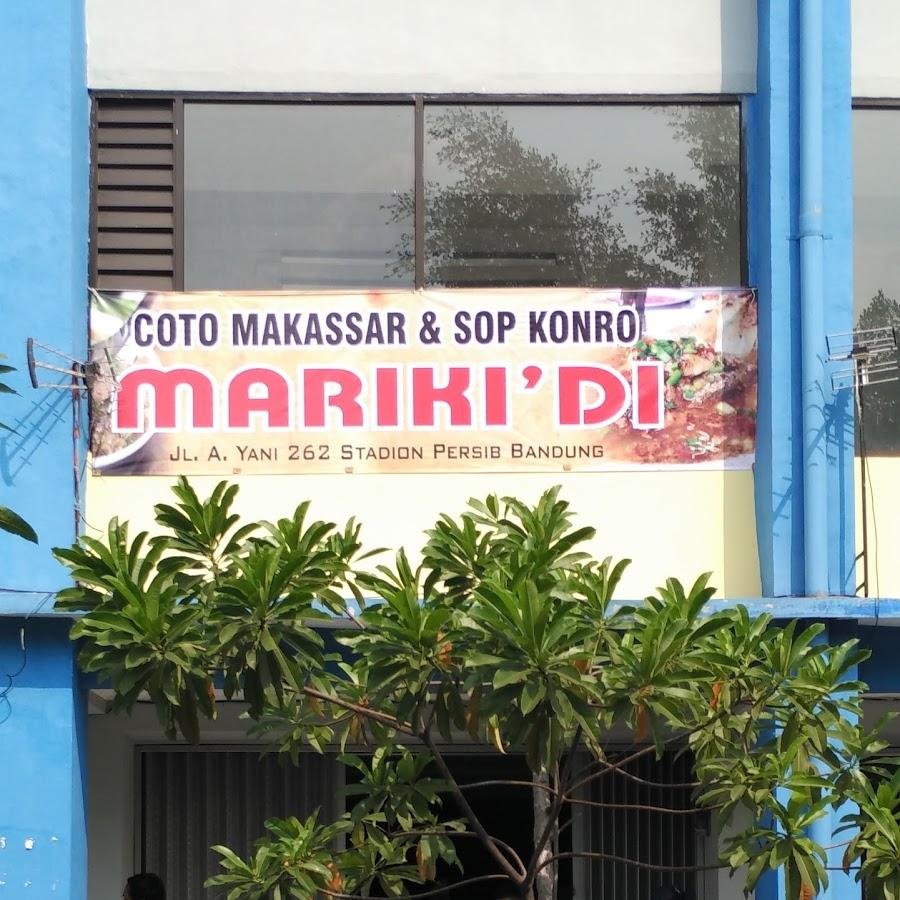 COTO MAKASSAR & SOP KONRO
MARIKI'DI
JL. A. YANI 262 STADION PERSIB BANDUNG